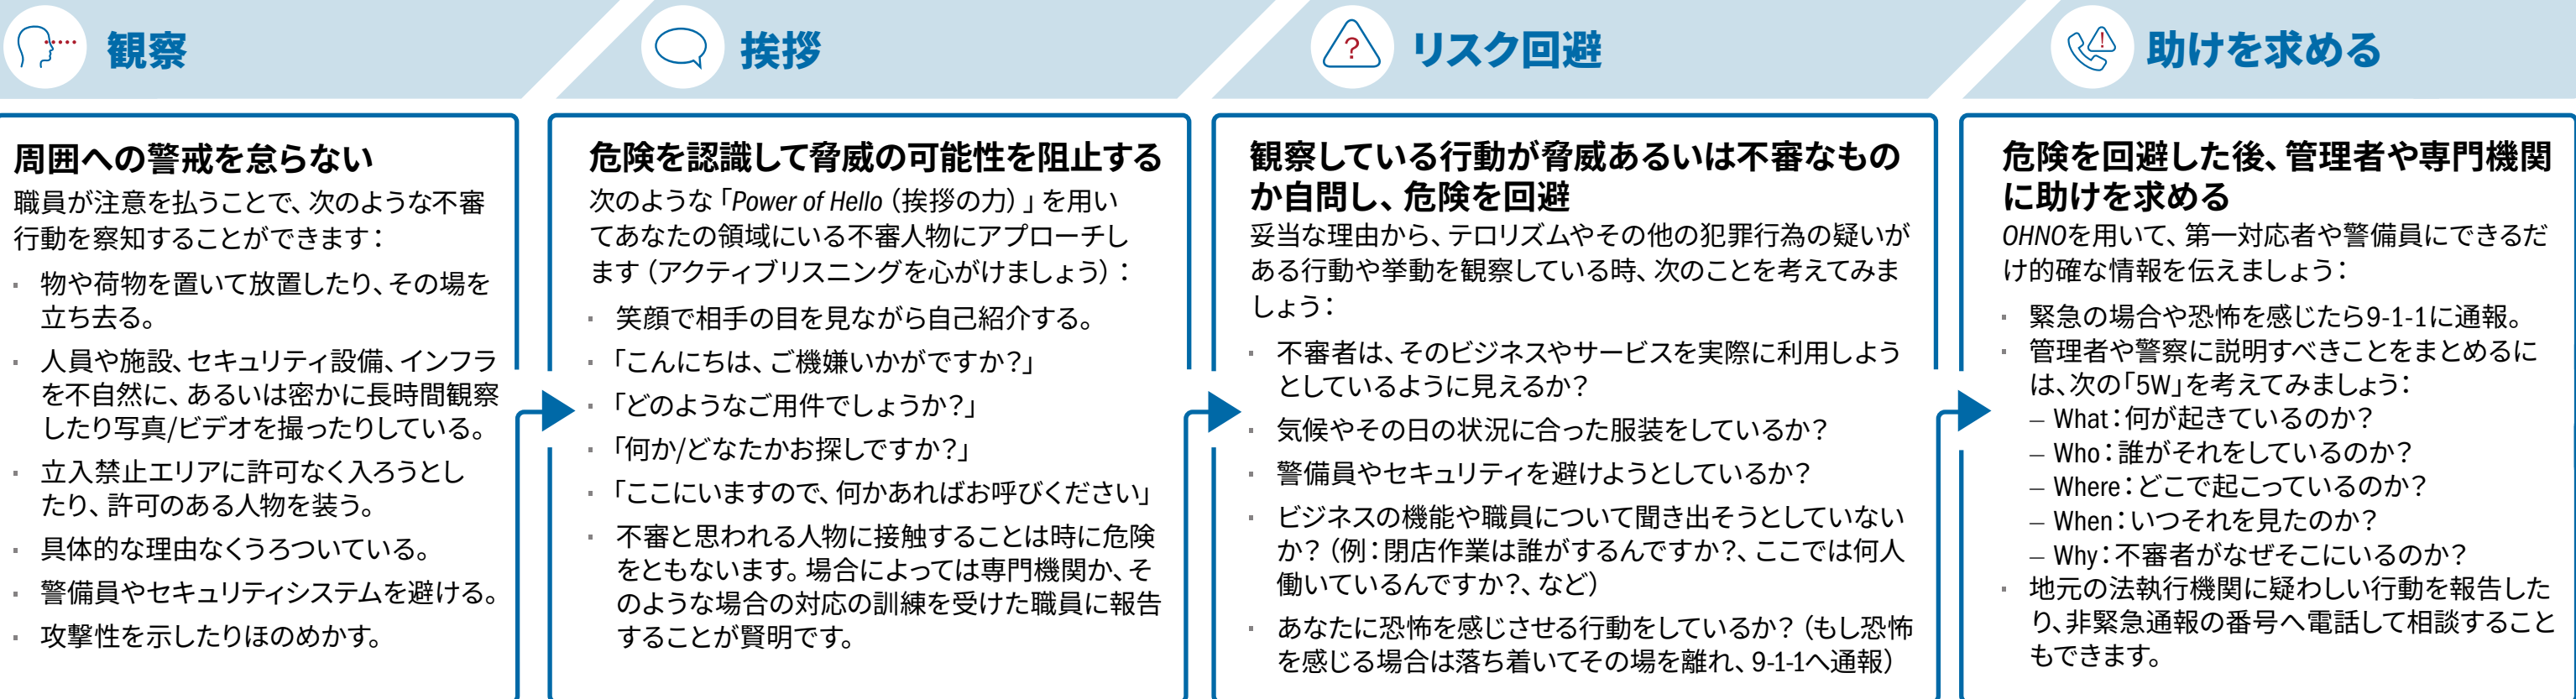 観察
挨拶
リスク回避
助けを求める
周囲への警戒を怠らない
職員が注意を払うことで、次のような不審
行動を察知することができます：
· 物や荷物を置いて放置したり、その場を
立ち去る。
· 人員や施設、セキュリティ設備、インフラ
を不自然に、あるいは密かに長時間観察
したり写真/ビデオを撮ったりしている。
· 立入禁止エリアに許可なく入ろうとし
たり、許可のある人物を装う。
· 具体的な理由なくうろついている。
· 警備員やセキュリティシステムを避ける。
· 攻撃性を示したりほのめかす。
危険を認識して脅威の可能性を阻止する
次のような「Power of Hello（挨拶の力）」を用い
てあなたの領域にいる不審人物にアプローチし
ます（アクティブリスニングを心がけましょう）：
· 笑顔で相手の目を見ながら自己紹介する。
· 「こんにちは、ご機嫌いかがですか？」
· 「どのようなご用件でしょうか？」
· 「何か/どなたかお探しですか？」
· 「ここにいますので、何かあればお呼びください」
· 不審と思われる人物に接触することは時に危険
をともないます。場合によっては専門機関か、そ
のような場合の対応の訓練を受けた職員に報告
することが賢明です。
?
観察している行動が脅威あるいは不審なもの
か自問し、危険を回避
妥当な理由から、テロリズムやその他の犯罪行為の疑いが
ある行動や挙動を観察している時、次のことを考えてみま
しょう：
· 不審者は、そのビジネスやサービスを実際に利用しよう
としているように見えるか？
· 気候やその日の状況に合った服装をしているか？
· 警備員やセキュリティを避けようとしているか？
· ビジネスの機能や職員について聞き出そうとしていない
か？（例：閉店作業は誰がするんですか？、ここでは何人
働いているんですか？、など）
· あなたに恐怖を感じさせる行動をしているか？（もし恐怖
を感じる場合は落ち着いてその場を離れ、9-1-1へ通報）
!
危険を回避した後、管理者や専門機関
に助けを求める
OHNOを用いて、第一対応者や警備員にできるだ
け的確な情報を伝えましょう：
· 緊急の場合や恐怖を感じたら9-1-1に通報。
· 管理者や警察に説明すべきことをまとめるに
は、次の「5W」を考えてみましょう：
– What：何が起きているのか？
– Who：誰がそれをしているのか？
– Where：どこで起こっているのか？
– When：いつそれを見たのか？
– Why：不審者がなぜそこにいるのか？
· 地元の法執行機関に疑わしい行動を報告した
り、非緊急通報の番号へ電話して相談すること
もできます。